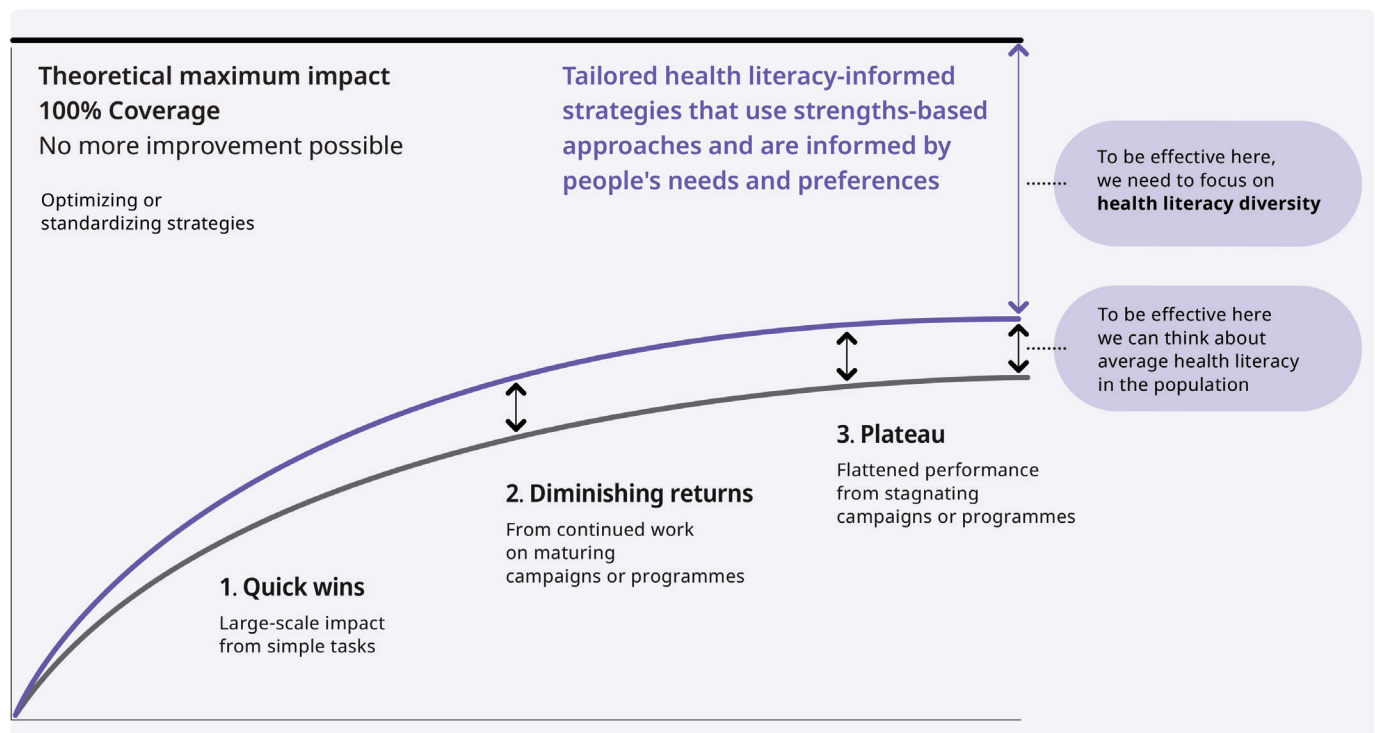 Theoretical maximum impact
100% Coverage
No more improvement possible
Optimizing or
standardizing strategies
Tailored health literacy-informed
strategies that use strengths-based
approaches and are informed by
people's needs and preferences
To be effective here,
we need to focus on
health literacy diversity
To be effective here
we can think about
average health literacy
in the population
1. Quick wins
Large-scale impact
from simple tasks
2. Diminishing returns
From continued work
on maturing
campaigns or programmes
3. Plateau
Flattened performance
from stagnating
campaigns or programmes